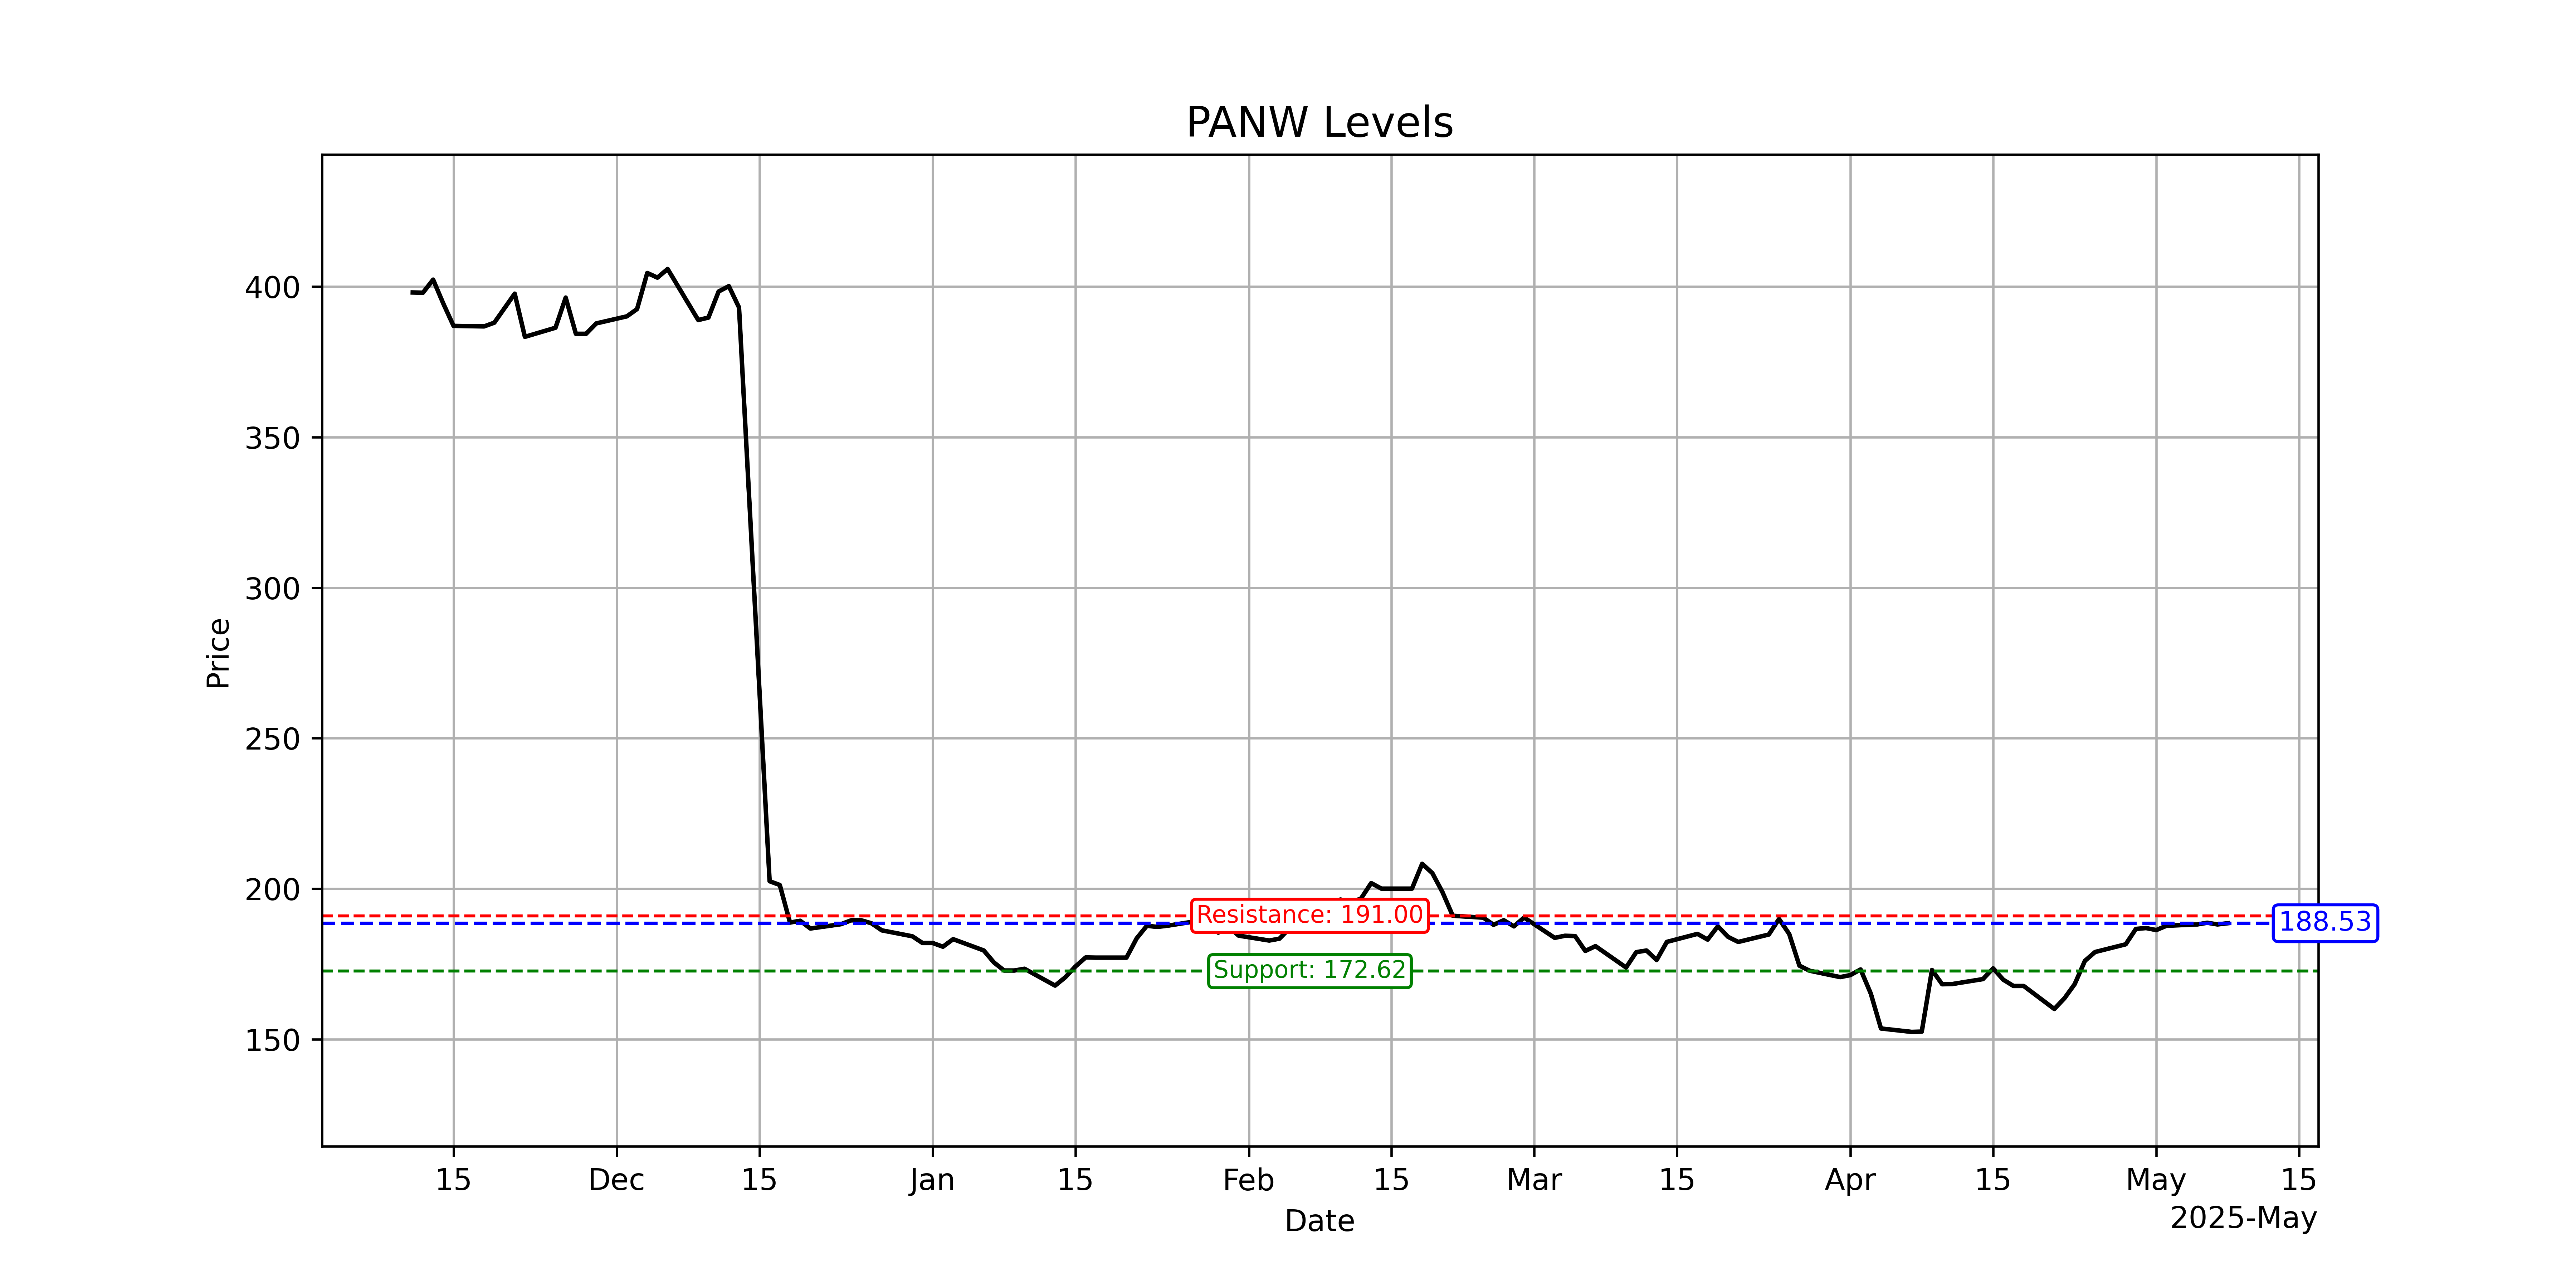 PANW Levels
400
350
300
250
200
150
Price
Resistance: 191.00
188.53
Support: 172.62
15 Dec 15 Jan 15 Feb 15 Mar 15 Apr 15 May 15
2025-May
Date